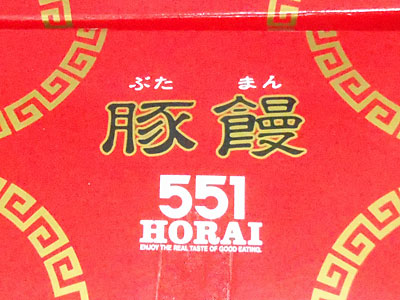 ぶた まん
豚饅
551
HORAI
ENJOY THE REAL TASTE OF GOOD EATING.